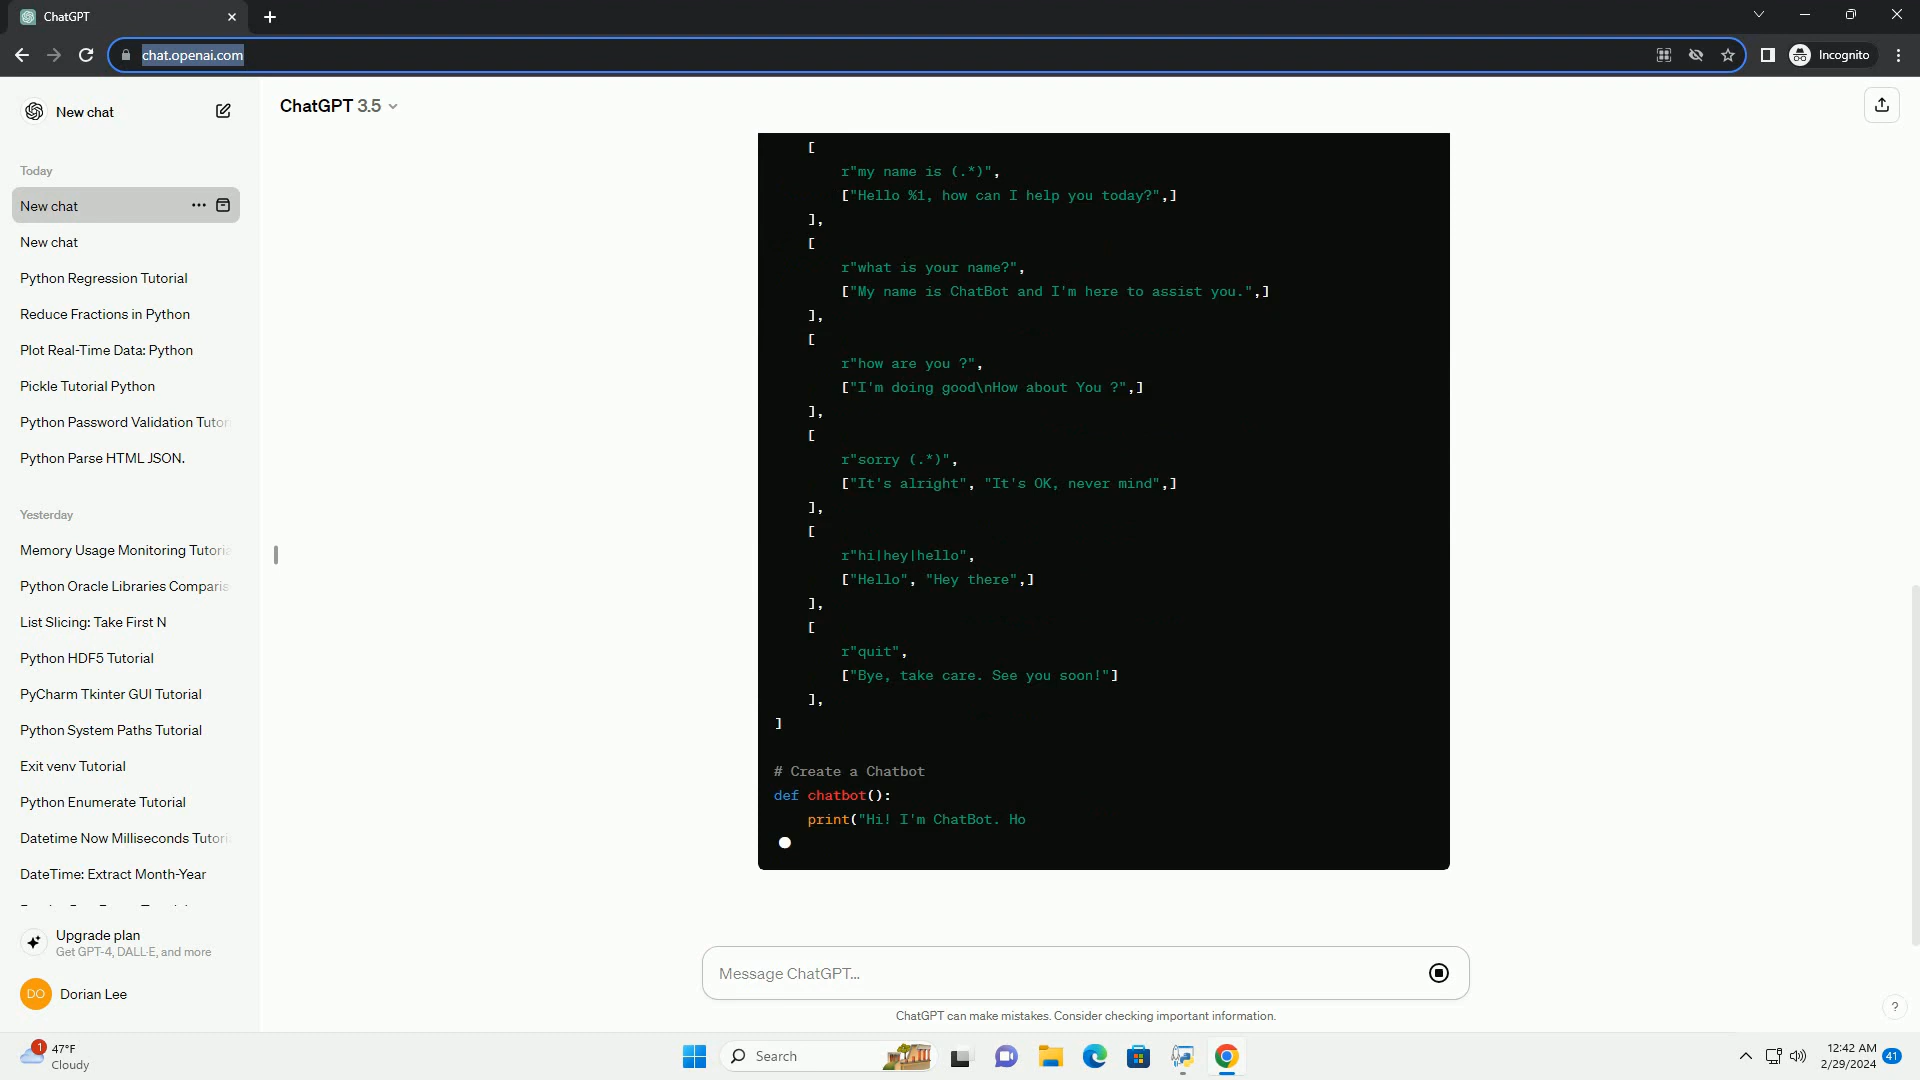 ChatGPT
chat.openai.com
Incognito
New chat
ChatGPT 3.5
Today
New chat
New chat
Python Regression Tutorial
Reduce Fractions in Python
Plot Real-Time Data: Python
Pickle Tutorial Python
Python Password Validation Tutor
Python Parse HTML JSON.
Yesterday
Memory Usage Monitoring Tutoria
Python Oracle Libraries Comparis
List Slicing: Take First N
Python HDF5 Tutorial
PyCharm Tkinter GUI Tutorial
Python System Paths Tutorial
Exit venv Tutorial
Python Enumerate Tutorial
Datetime Now Milliseconds Tutori
DateTime: Extract Month-Year
Upgrade plan
Get GPT-4, DALL·E, and more
DO
Dorian Lee
[
r"my name is (.*)",
["Hello %1, how can I help you today?",]
],
[
r"what is your name?",
["My name is ChatBot and I'm here to assist you.",]
],
[
r"how are you ?",
["I'm doing good\nHow about You ?",]
],
[
r"sorry (.*)",
["It's alright", "It's OK, never mind",]
],
[
r"hi|hey|hello",
["Hello", "Hey there",]
],
[
r"quit",
["Bye, take care. See you soon!"]
],
]
# Create a Chatbot
def chatbot():
print("Hi! I'm ChatBot. Ho
Message ChatGPT...
ChatGPT can make mistakes. Consider checking important information.
?
1
47°F
Cloudy
Search
12:42 AM
2/29/2024
41